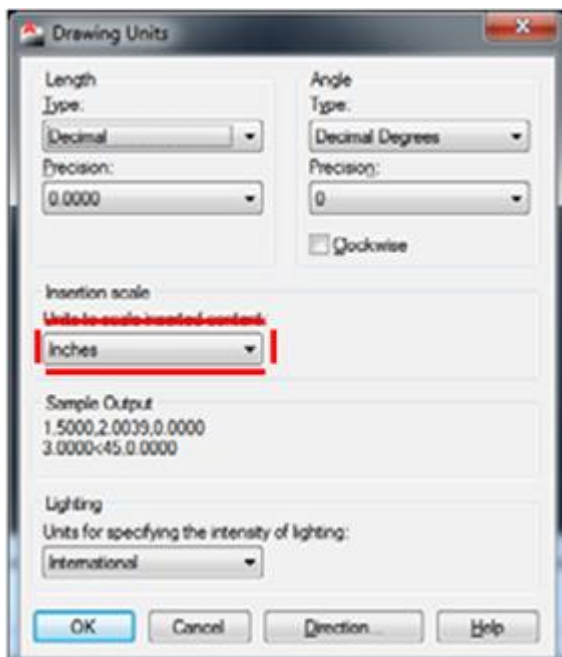 Drawing Units
Length
Type:
Decimal
Precision:
0.0000
Angle
Type:
Decimal Degrees
Precision:
0
Clockwise
Insertion scale
Units to scale inserted content:
Inches
Sample Output
1.5000,2.0039,0.0000
3.0000<45,0.0000
Lighting
Units for specifying the intensity of lighting:
International
OK Cancel Direction... Help